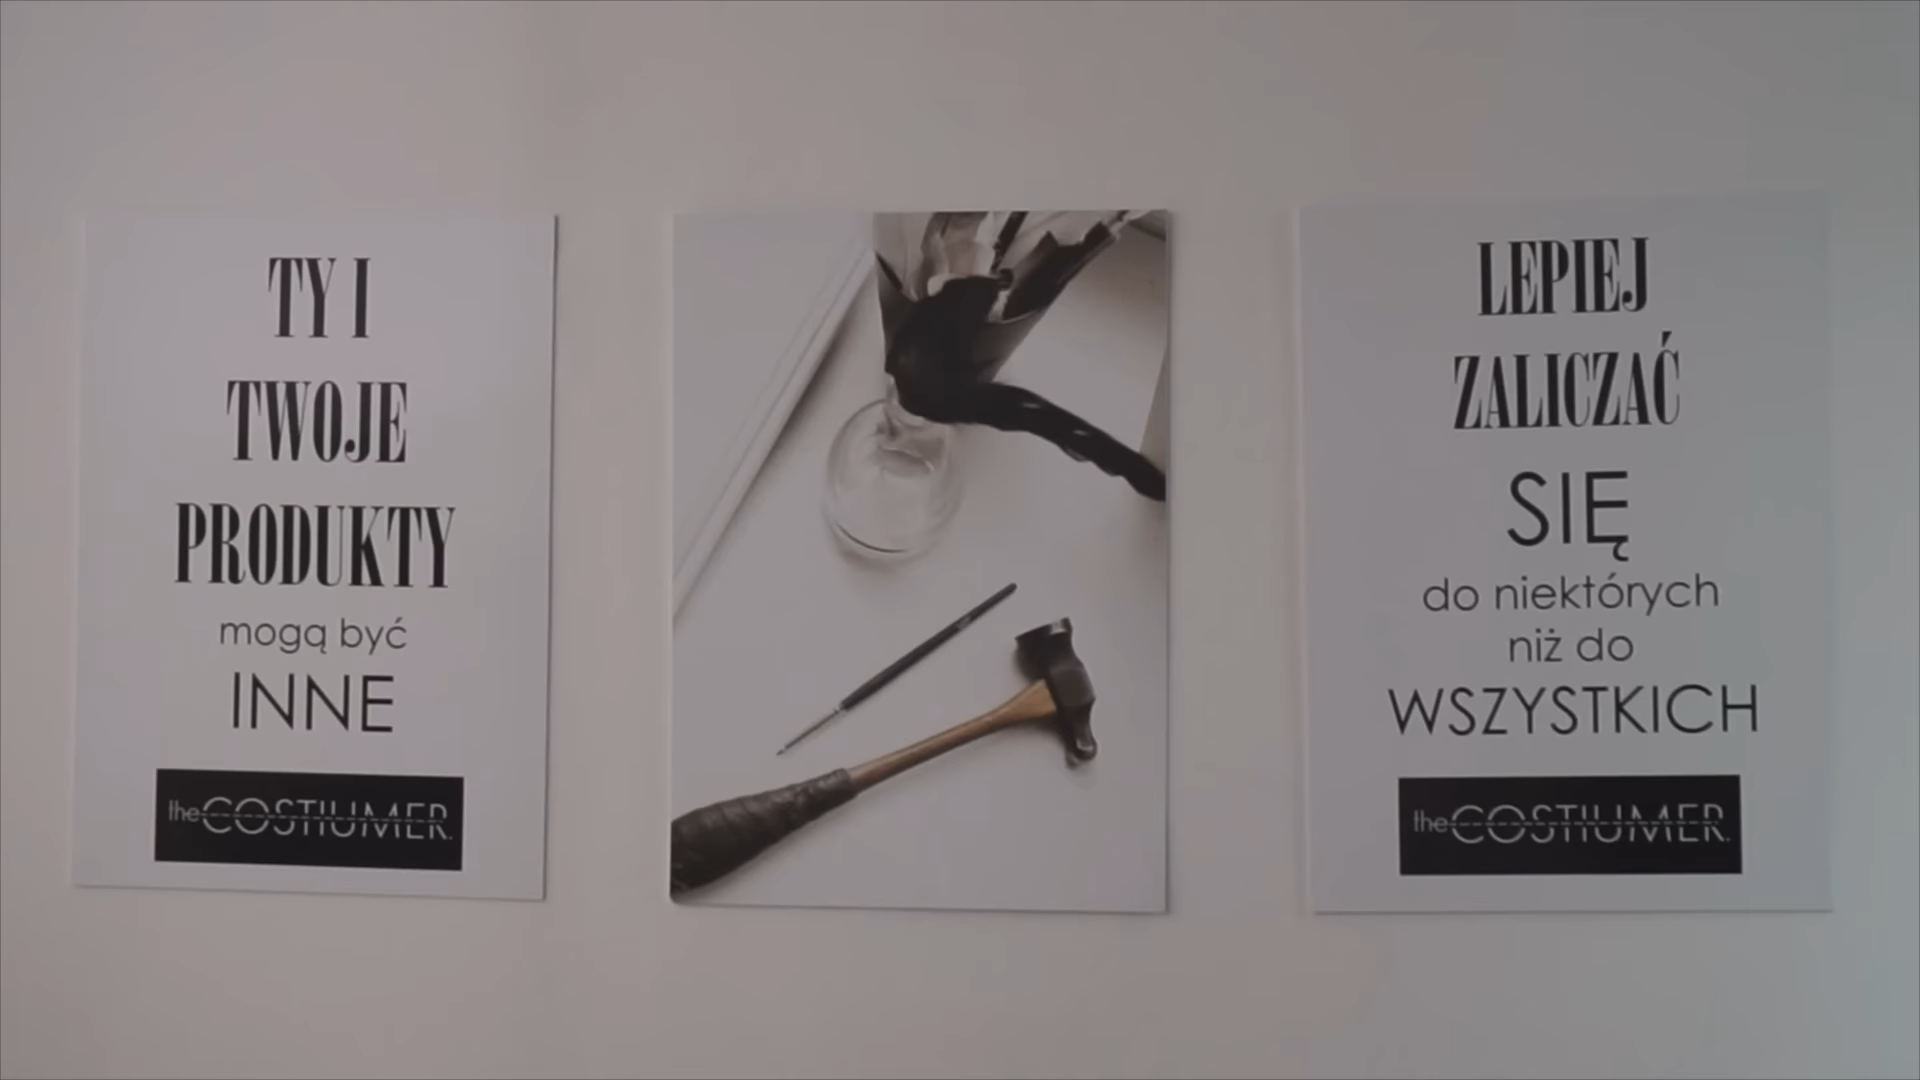 TY I
TWOJE
PRODUKTY
mogą być
INNE
theCOSTIUMER.
LEPIEJ
ZALICZAĆ
SIĘ
do niektórych
niż do
WSZYSTKICH
theCOSTIUMER.